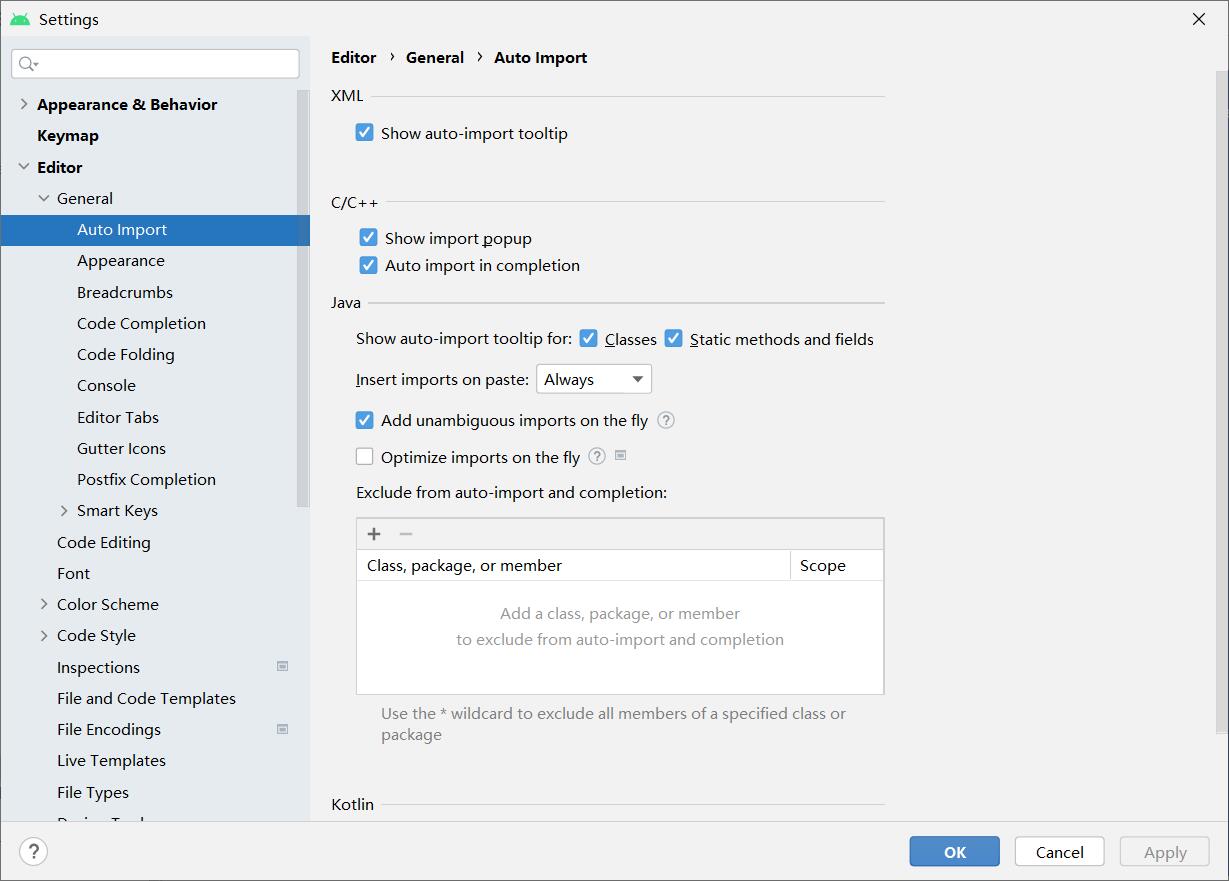 Settings
Editor › General › Auto Import
Appearance & Behavior
Keymap
Editor
General
Auto Import
Appearance
Breadcrumbs
Code Completion
Code Folding
Console
Editor Tabs
Gutter Icons
Postfix Completion
Smart Keys
Code Editing
Font
Color Scheme
Code Style
Inspections
File and Code Templates
File Encodings
Live Templates
File Types
XML
Show auto-import tooltip
C/C++
Show import popup
Auto import in completion
Java
Show auto-import tooltip for: Classes Static methods and fields
Insert imports on paste: Always
Add unambiguous imports on the fly ?
Optimize imports on the fly ?
Exclude from auto-import and completion:
Class, package, or member Scope
Add a class, package, or member
to exclude from auto-import and completion
Use the * wildcard to exclude all members of a specified class or
package
Kotlin
? OK Cancel Apply